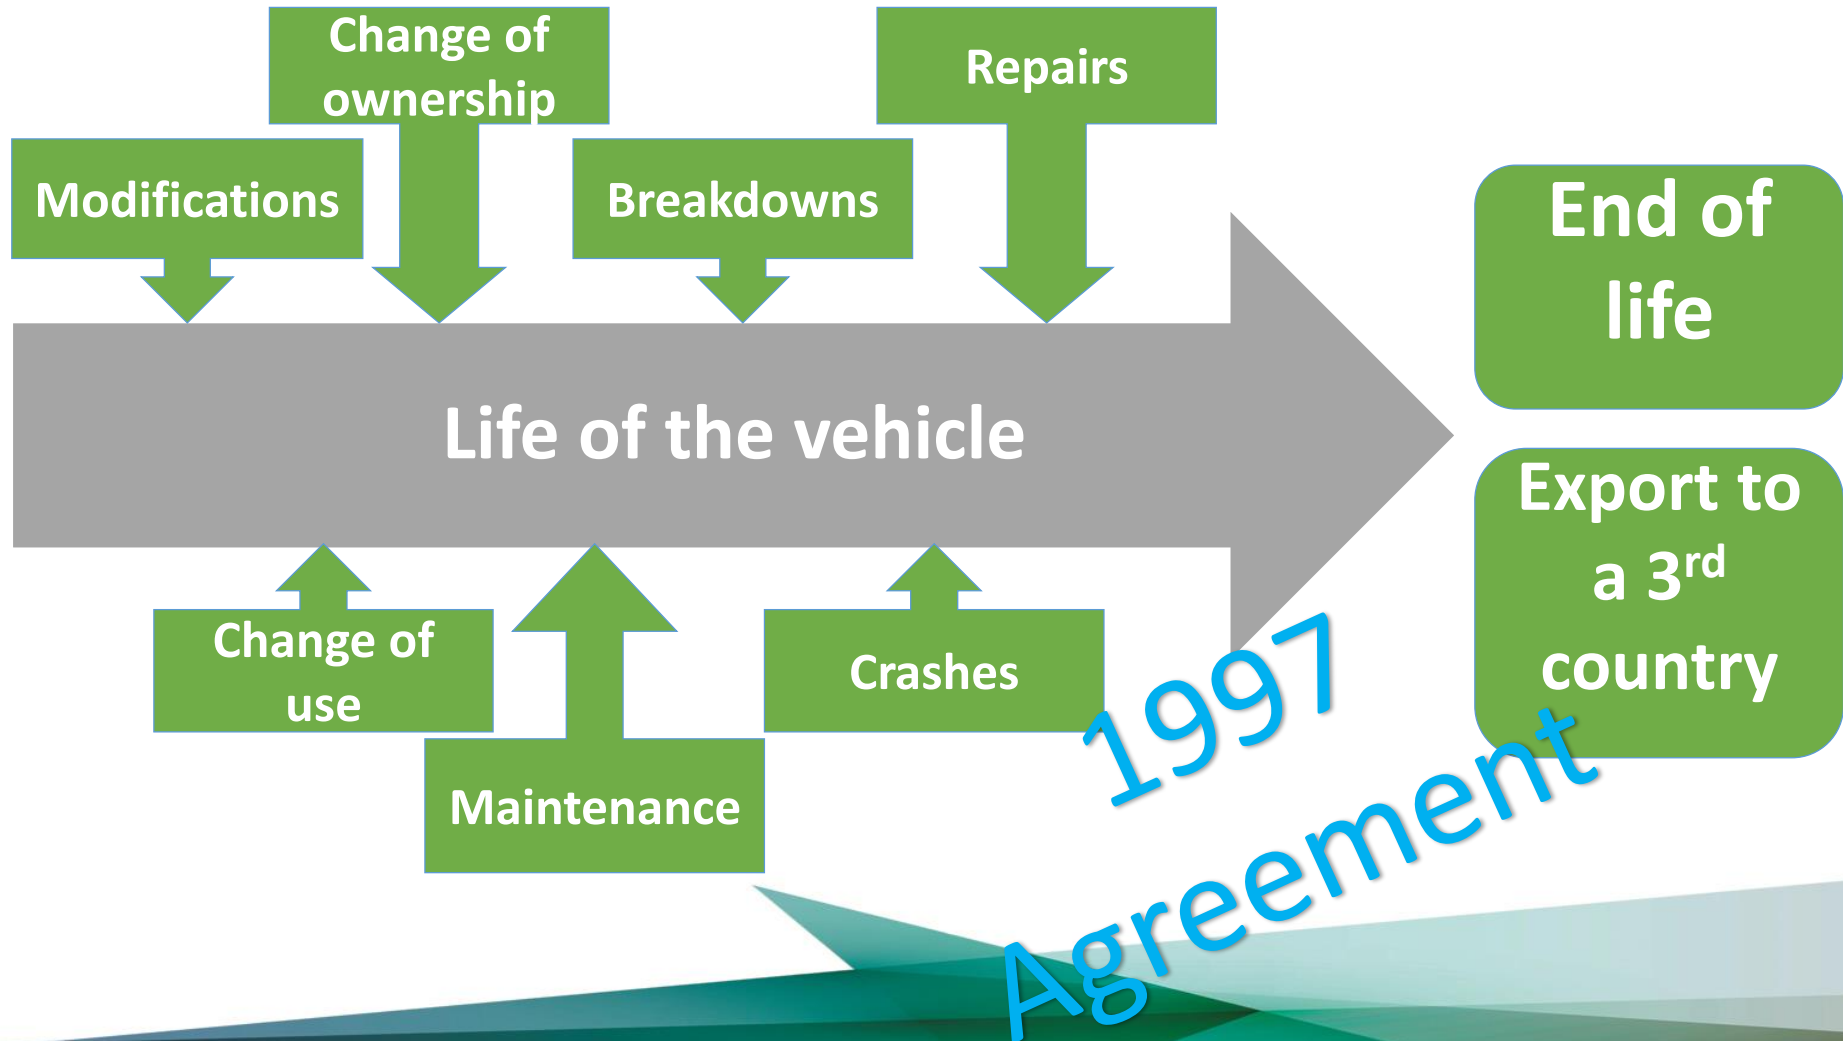 Change of
ownership
Repairs
Modifications
Breakdowns
End of
life
Life of the vehicle
Export to
a 3rd
country
Change of
use
Crashes
Maintenance
1997
Agreement